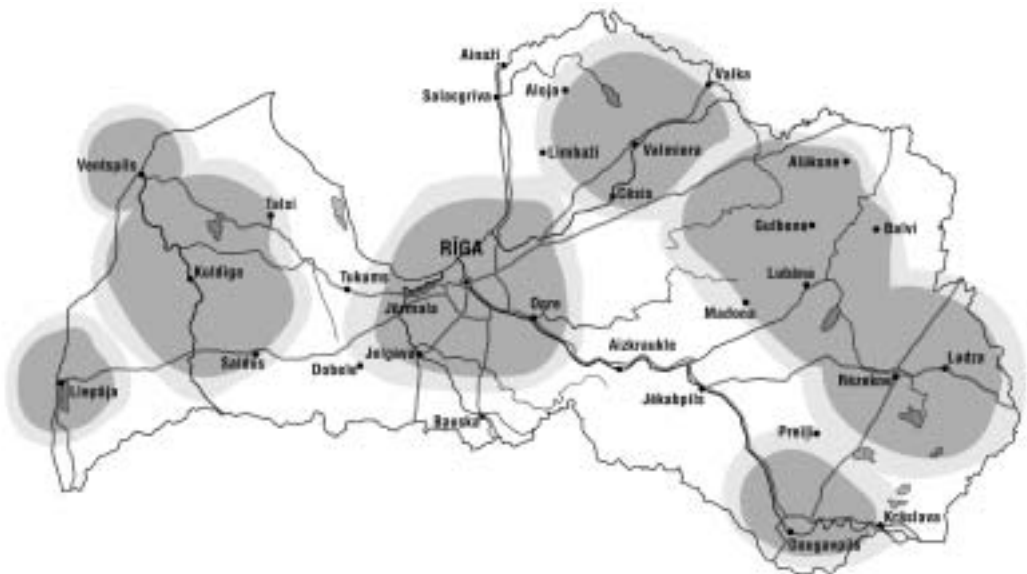 Ainaži
Valka
Salacgrīva
Aloja
Limbaži
Valmiera
Ventspils
Alūksne
Cēsis
Talsi
Gulbene
Balvi
RĪGA
Kuldīga
Tukums
Lubāna
Jūrmala
Ogre
Madona
Aizkraukle
Saldus
Jelgava
Dobele
Ludza
Rēzekne
Liepāja
Jēkabpils
Bauska
Preiļi
Krāslava
Daugavpils